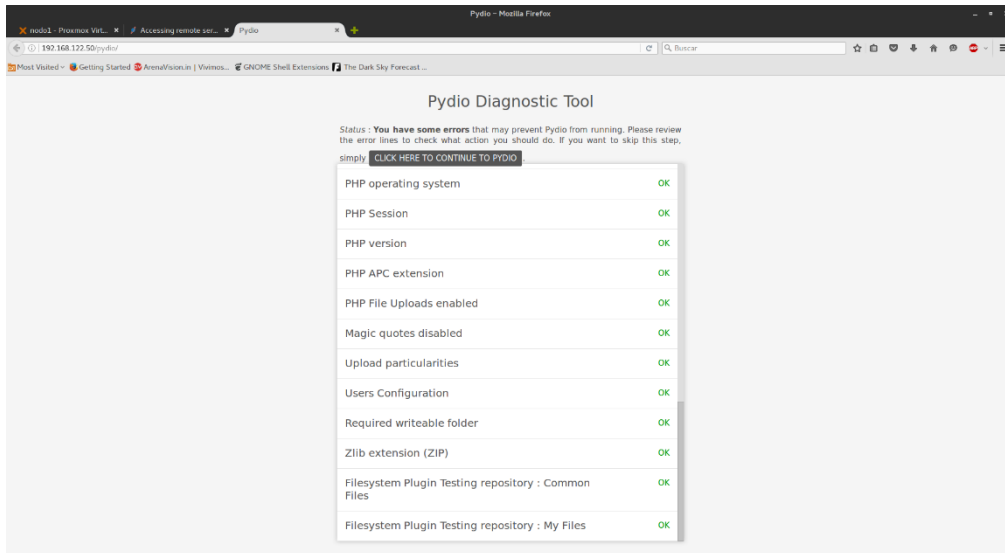 Pydio - Mozilla Firefox
nodo1 - Proxmox Virt... × Accessing remote ser... × Pydio ×
192.168.122.50/pydio/ Buscar
Most Visited Getting Started ArenaVision.in | Vivimos... GNOME Shell Extensions The Dark Sky Forecast ...
Pydio Diagnostic Tool
Status : You have some errors that may prevent Pydio from running. Please review
the error lines to check what action you should do. If you want to skip this step,
simply CLICK HERE TO CONTINUE TO PYDIO .
PHP operating system OK
PHP Session OK
PHP version OK
PHP APC extension OK
PHP File Uploads enabled OK
Magic quotes disabled OK
Upload particularities OK
Users Configuration OK
Required writeable folder OK
Zlib extension (ZIP) OK
Filesystem Plugin Testing repository : Common OK
Files
Filesystem Plugin Testing repository : My Files OK